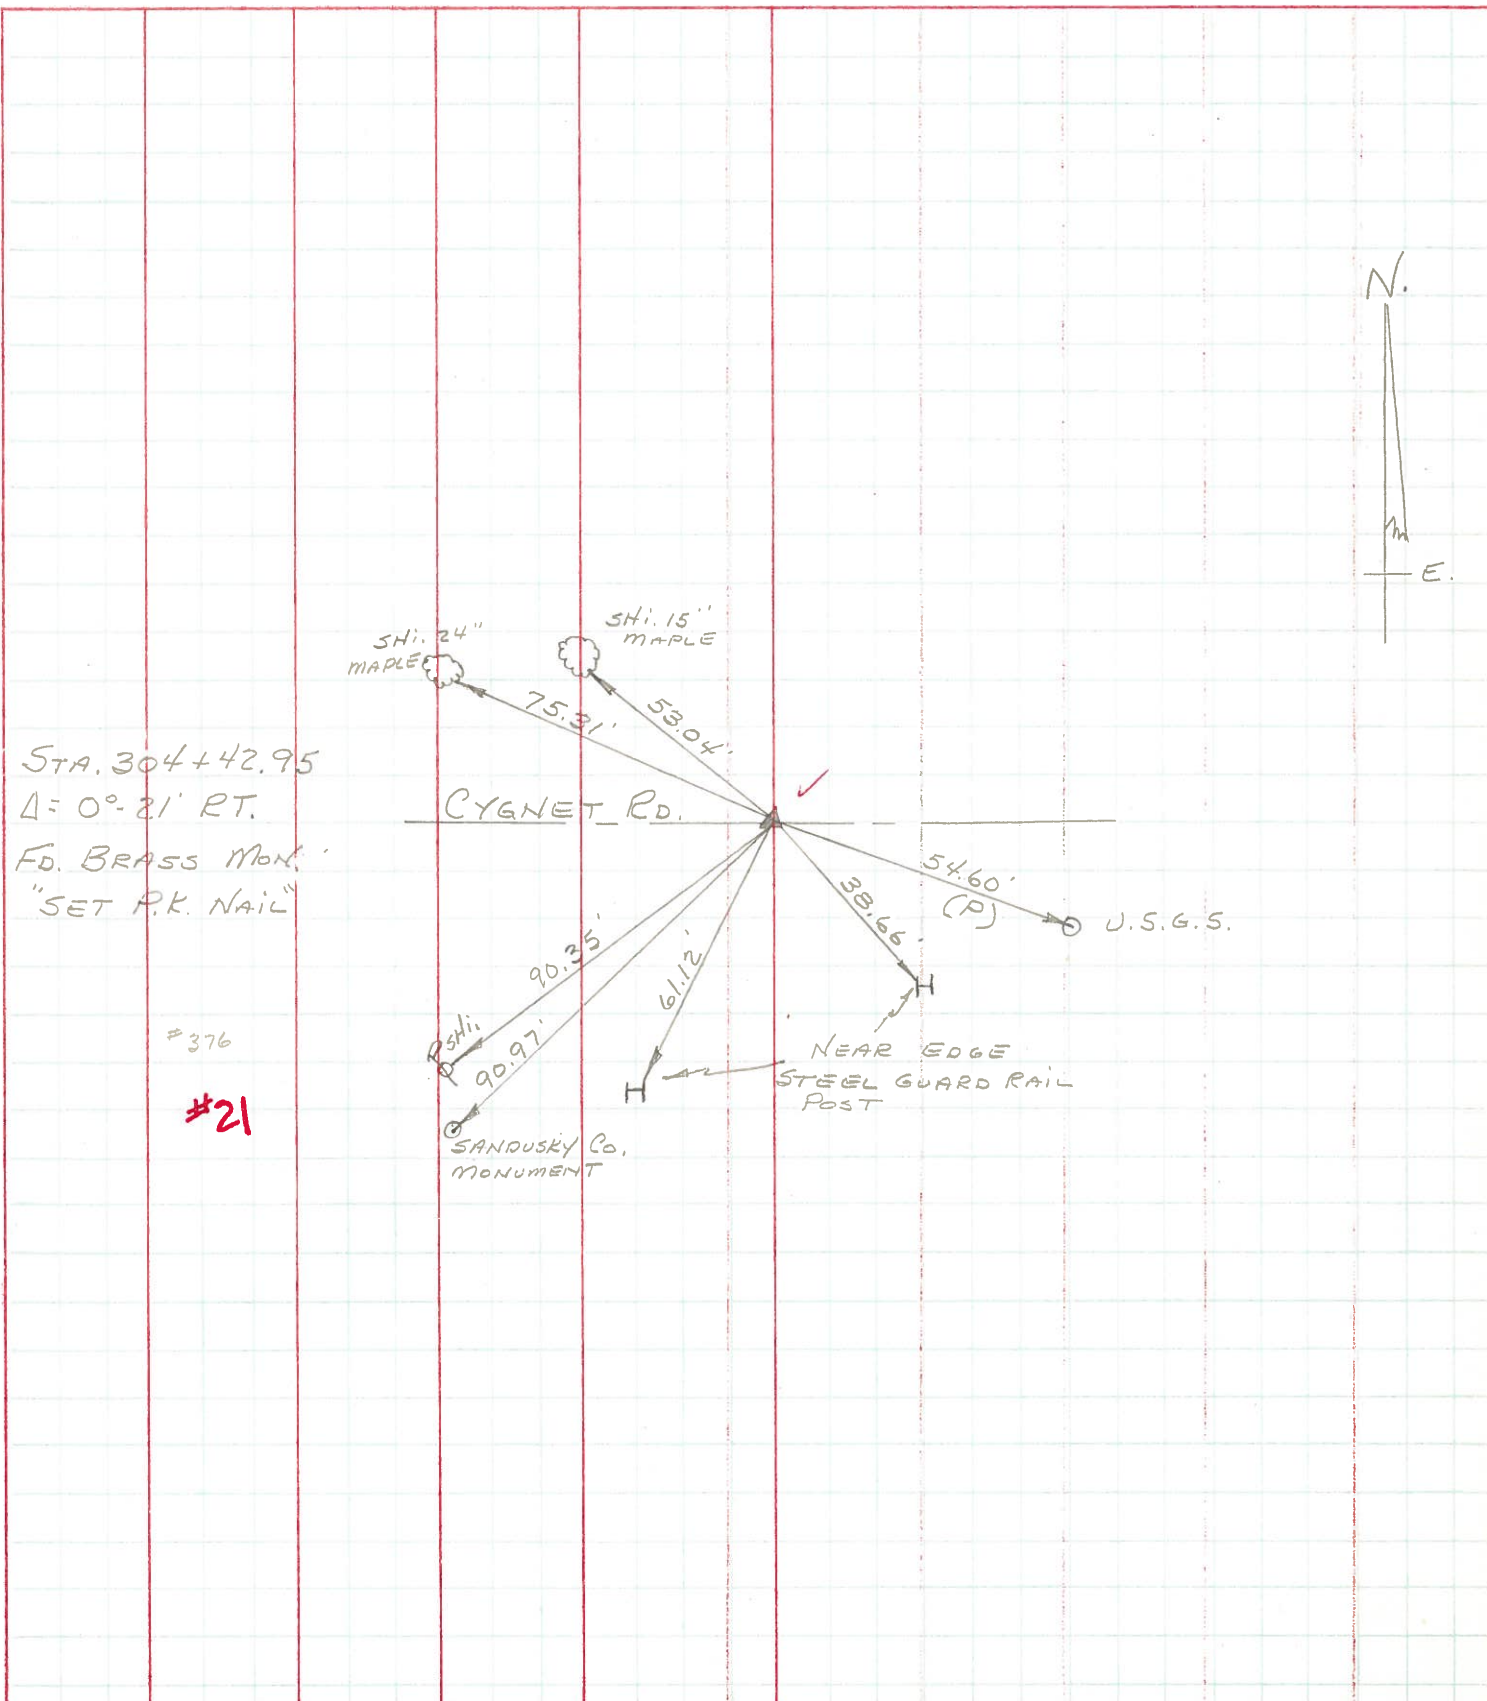 N.
E.
SHi. 24"
MAPLE
SHi. 15"
MAPLE
75.31'
53.04'
STA. 304+42.95
Δ= 0°-21' RT.
FD. BRASS MON.
"SET P.K. NAIL"
CYGNET RD.
54.60'
(P)
U.S.G.S.
38.66'
90.35'
61.12'
SHi.
90.97'
#376
#21
NEAR EDGE
STEEL GUARD RAIL
POST
SANDUSKY CO.
MONUMENT